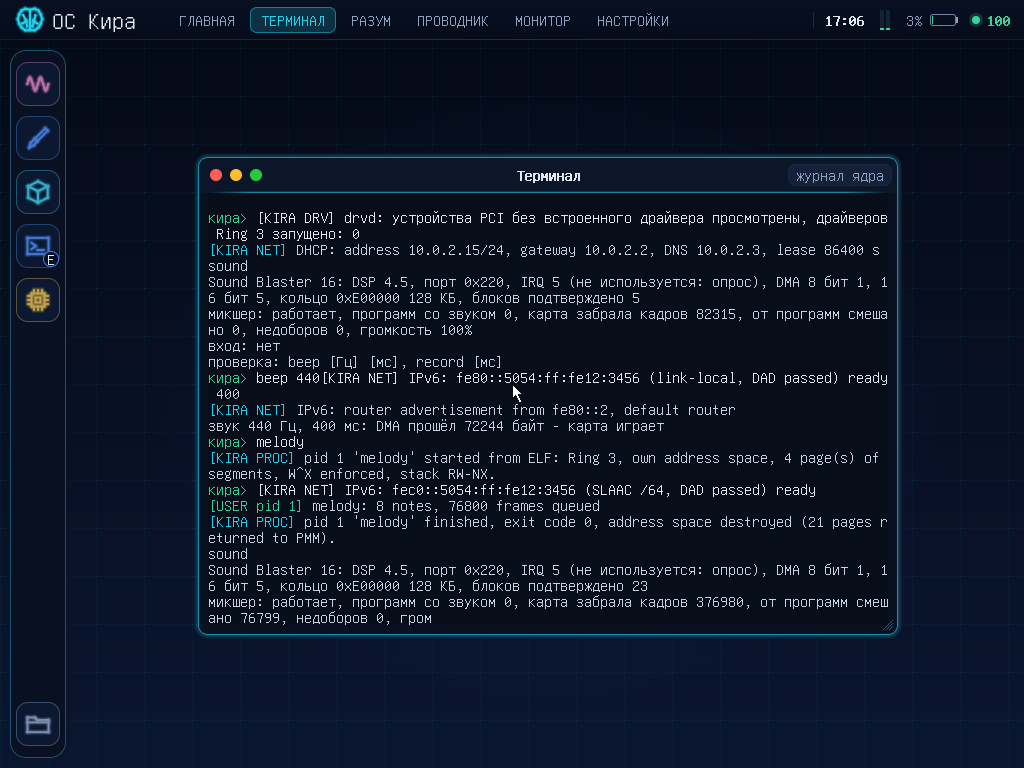 ОС Кира
ГЛАВНАЯ ТЕРМИНАЛ РАЗУМ ПРОВОДНИК МОНИТОР НАСТРОЙКИ
17:06 3% 100
E
Терминал
журнал ядра
кира> [KIRA DRV] drvd: устройства PCI без встроенного драйвера просмотрены, драйверов
Ring 3 запущено: 0
[KIRA NET] DHCP: address 10.0.2.15/24, gateway 10.0.2.2, DNS 10.0.2.3, lease 86400 s
sound
Sound Blaster 16: DSP 4.5, порт 0x220, IRQ 5 (не используется: опрос), DMA 8 бит 1, 1
6 бит 5, кольцо 0xE00000 128 КБ, блоков подтверждено 5
микшер: работает, программ со звуком 0, карта забрала кадров 82315, от программ смеша
но 0, недоборов 0, громкость 100%
вход: нет
проверка: beep [Гц] [мс], record [мс]
кира> beep 440[KIRA NET] IPv6: fe80::5054:ff:fe12:3456 (link-local, DAD passed) ready
400
[KIRA NET] IPv6: router advertisement from fe80::2, default router
звук 440 Гц, 400 мс: DMA прошёл 72244 байт - карта играет
кира> melody
[KIRA PROC] pid 1 'melody' started from ELF: Ring 3, own address space, 4 page(s) of
segments, W^X enforced, stack RW-NX.
кира> [KIRA NET] IPv6: fec0::5054:ff:fe12:3456 (SLAAC /64, DAD passed) ready
[USER pid 1] melody: 8 notes, 76800 frames queued
[KIRA PROC] pid 1 'melody' finished, exit code 0, address space destroyed (21 pages r
eturned to PMM).
sound
Sound Blaster 16: DSP 4.5, порт 0x220, IRQ 5 (не используется: опрос), DMA 8 бит 1, 1
6 бит 5, кольцо 0xE00000 128 КБ, блоков подтверждено 23
микшер: работает, программ со звуком 0, карта забрала кадров 376980, от программ смеш
ано 76799, недоборов 0, гром